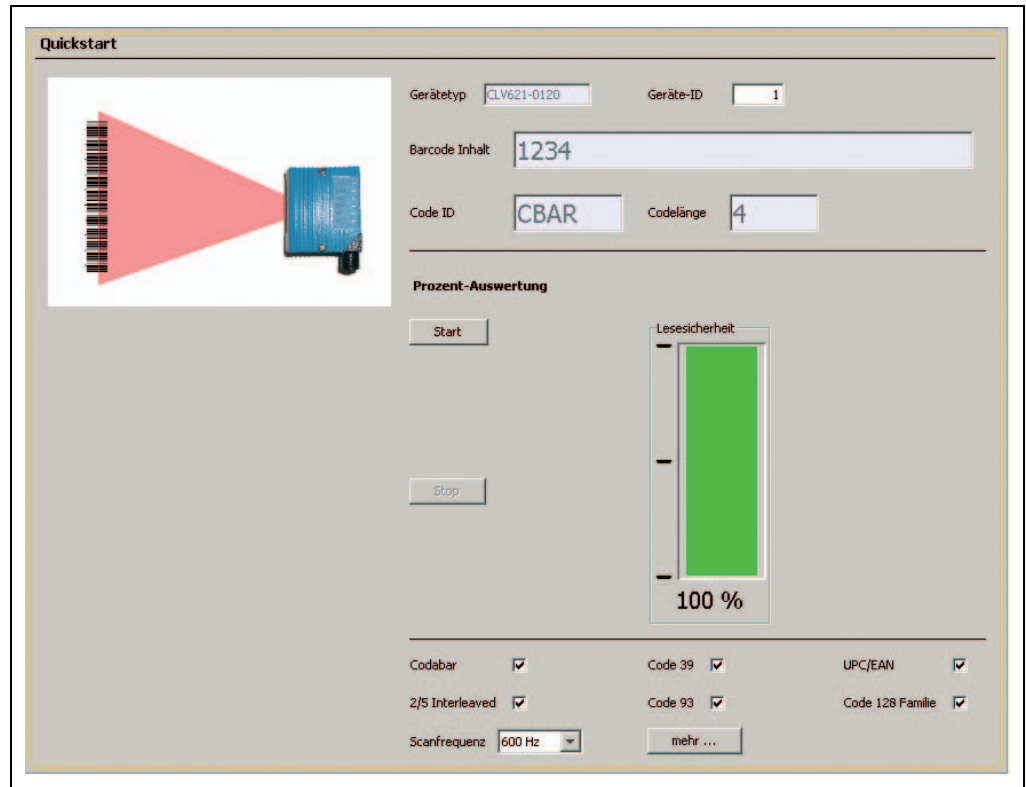 Quickstart
Gerätetyp CLV621-0120 Geräte-ID 1
Barcode Inhalt 1234
Code ID CBAR Codelänge 4
Prozent-Auswertung
Start Lesesicherheit
Stop
100 %
Codabar Code 39 UPC/EAN
2/5 Interleaved Code 93 Code 128 Familie
Scanfrequenz 600 Hz mehr ...